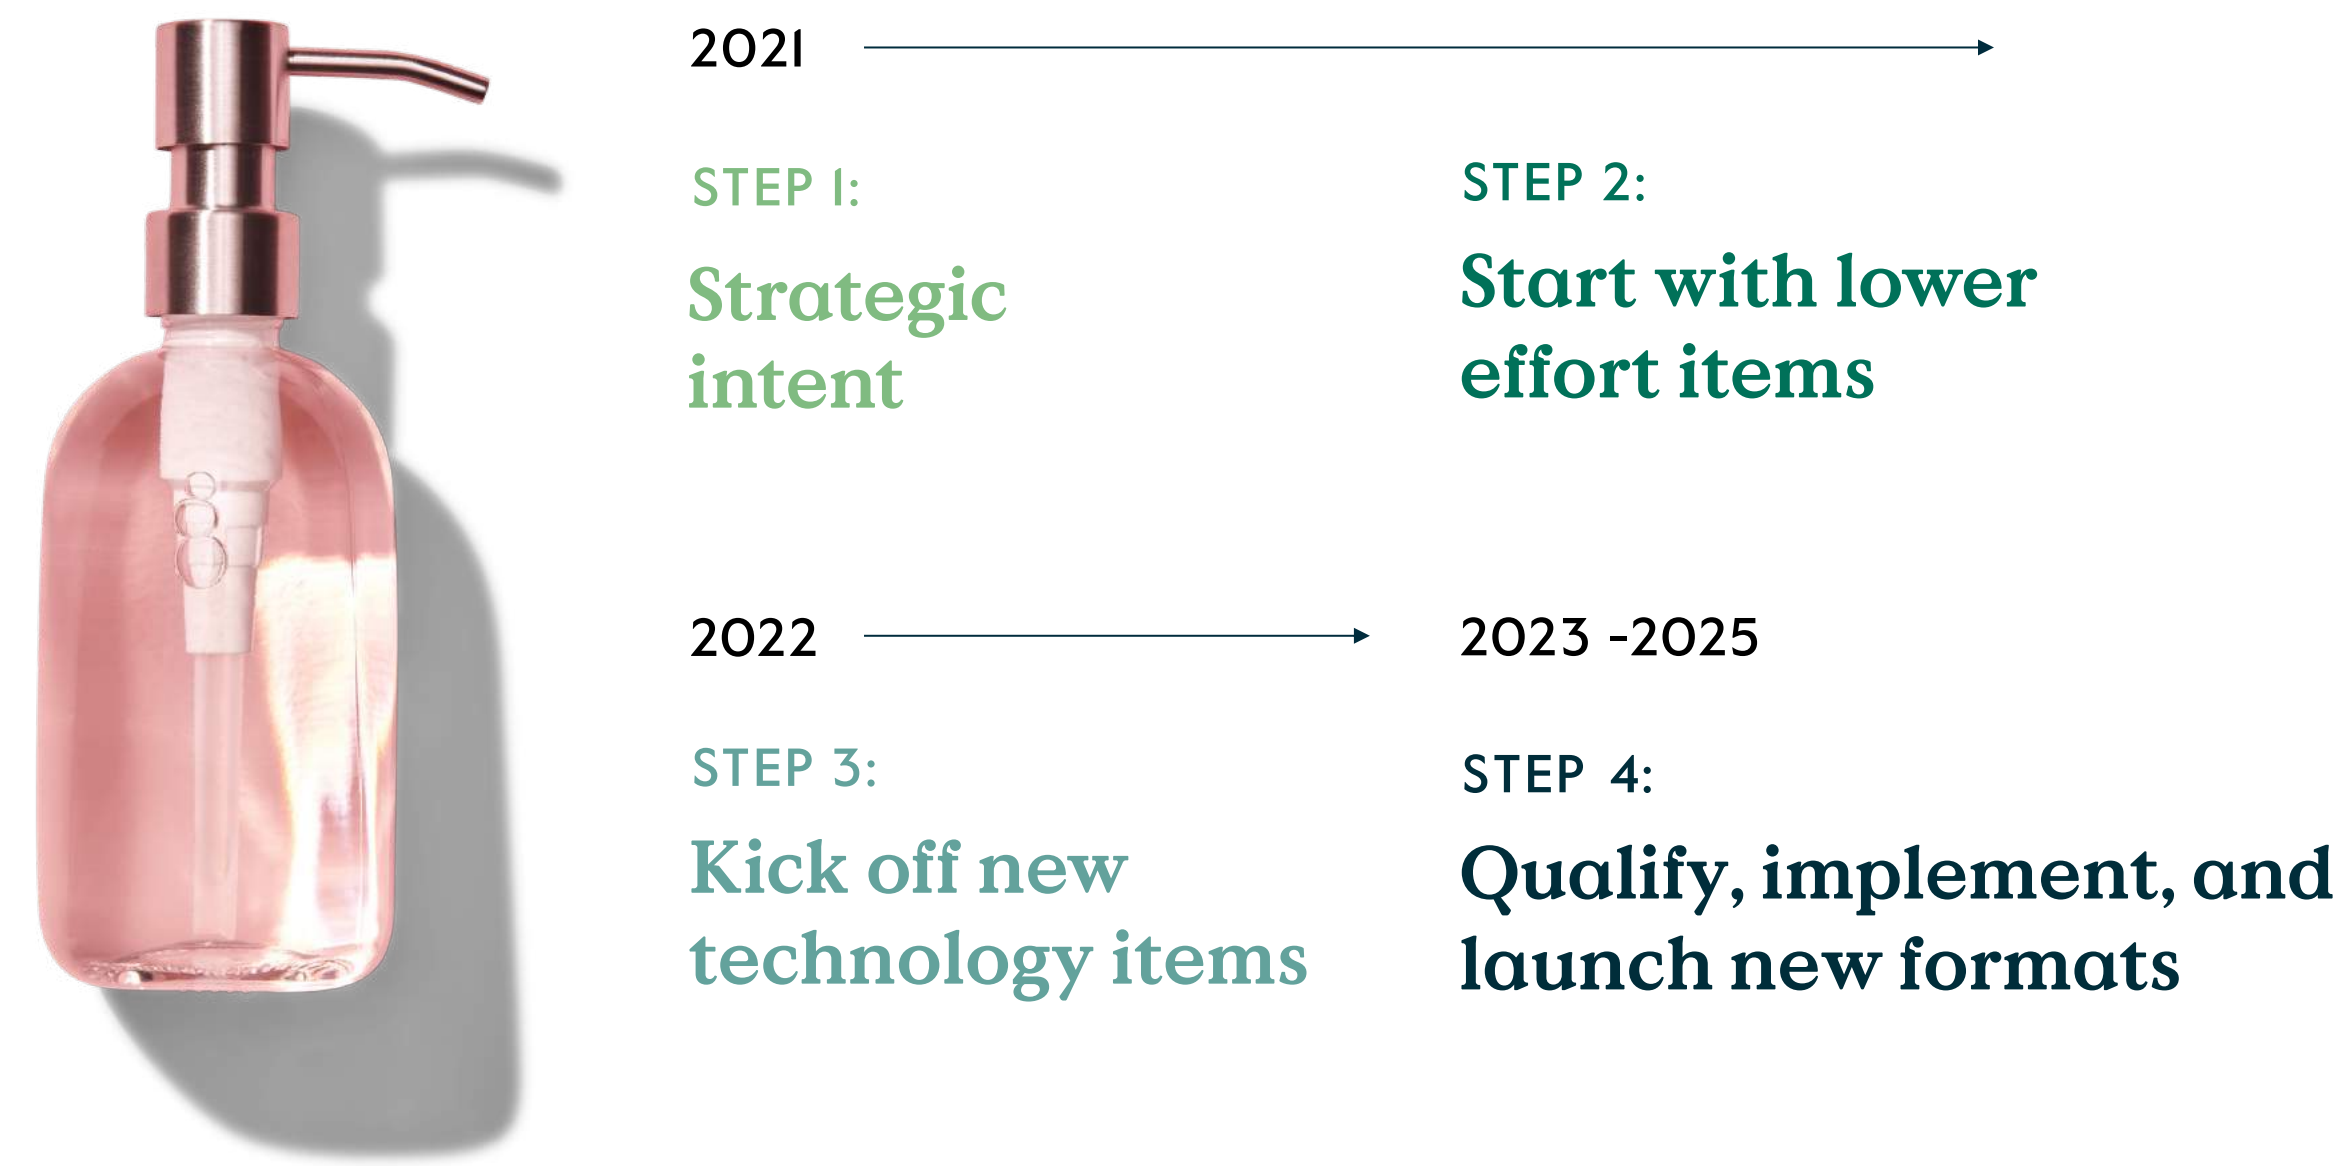 2021
STEP 1:
Strategic
intent
STEP 2:
Start with lower
effort items
2022
STEP 3:
Kick off new
technology items
2023 -2025
STEP 4:
Qualify, implement, and
launch new formats